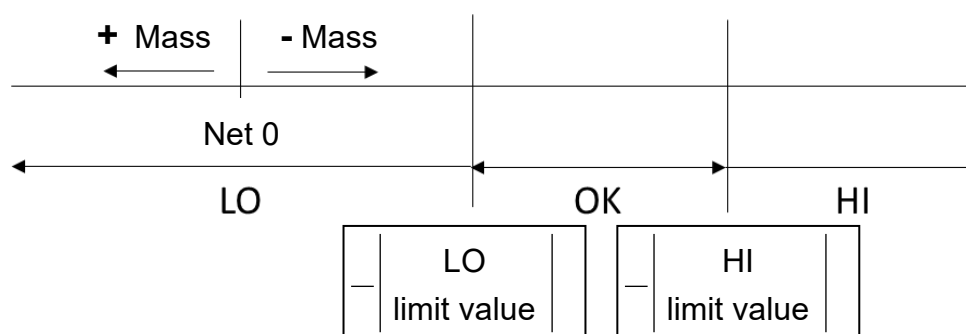 + Mass - Mass
Net 0
LO OK HI
LO HI
— | limit value | — | limit value |